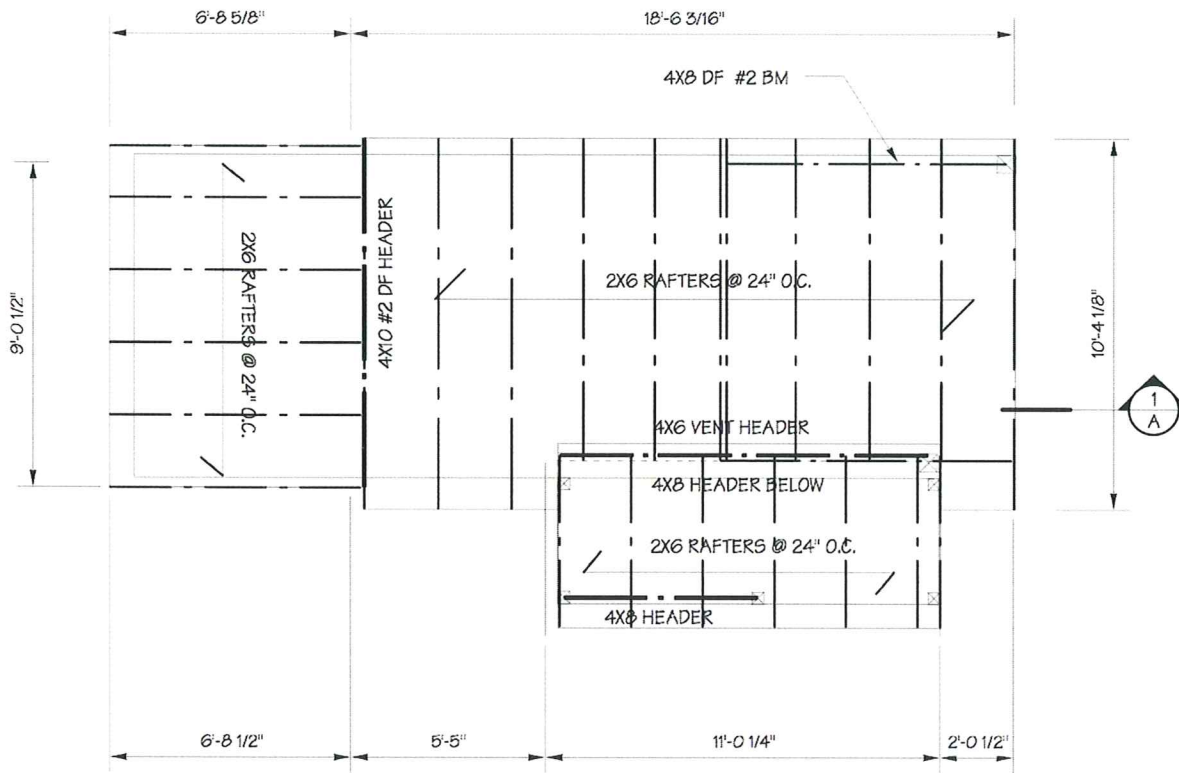 6'-8 5/8"
18'-6 3/16"
4X8 DF #2 BM
9'-0 1/2"
2X6 RAFTERS @ 24" O.C.
4X10 #2 DF HEADER
2X6 RAFTERS @ 24" O.C.
10'-4 1/8"
1
A
4X6 VENT HEADER
4X8 HEADER BELOW
2X6 RAFTERS @ 24" O.C.
4X8 HEADER
6'-8 1/2"
5'-5"
11'-0 1/4"
2'-0 1/2"